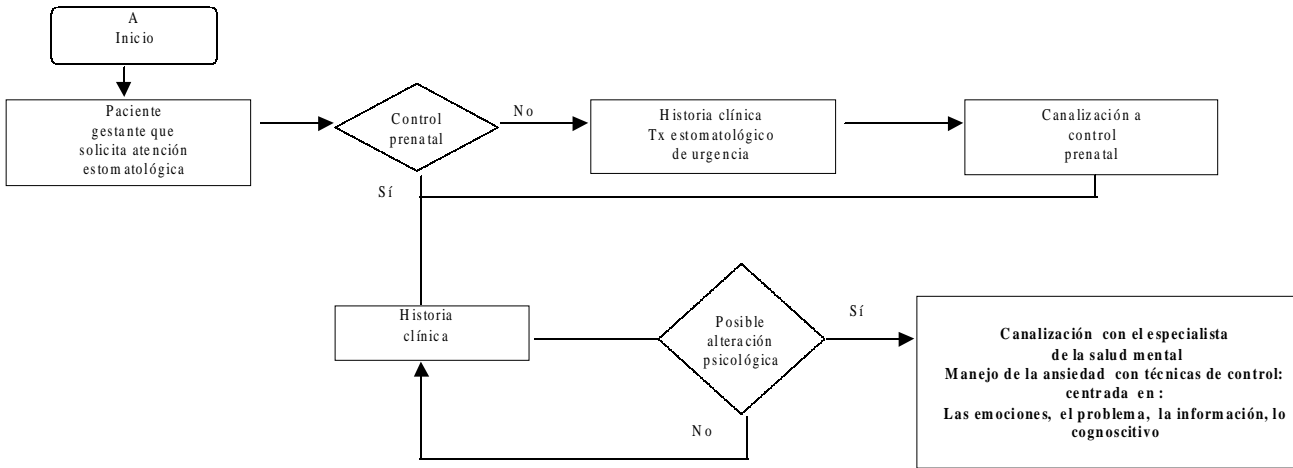 A
Inicio
Paciente
gestante que
solicita atención
estomatológica
Control
prenatal
No
Historia clínica
Tx estomatológico
de urgencia
Canalización a
control
prenatal
Sí
Historia
clínica
Posible
alteración
psicológica
Sí
Canalización con el especialista
de la salud mental
Manejo de la ansiedad con técnicas de control:
centrada en :
Las emociones, el problema, la información, lo
cognoscitivo
No